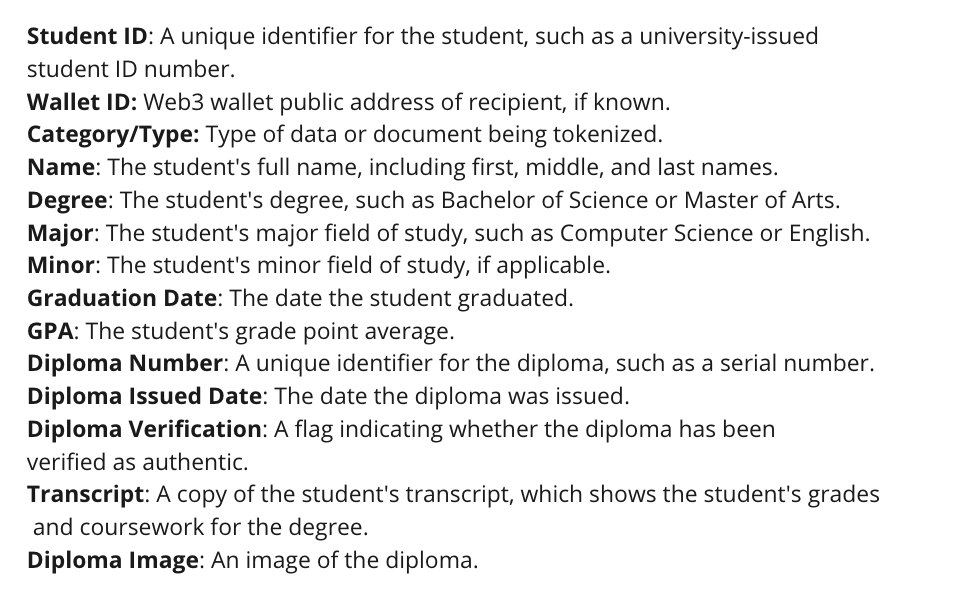 Student ID: A unique identifier for the student, such as a university-issued
student ID number.
Wallet ID: Web3 wallet public address of recipient, if known.
Category/Type: Type of data or document being tokenized.
Name: The student's full name, including first, middle, and last names.
Degree: The student's degree, such as Bachelor of Science or Master of Arts.
Major: The student's major field of study, such as Computer Science or English.
Minor: The student's minor field of study, if applicable.
Graduation Date: The date the student graduated.
GPA: The student's grade point average.
Diploma Number: A unique identifier for the diploma, such as a serial number.
Diploma Issued Date: The date the diploma was issued.
Diploma Verification: A flag indicating whether the diploma has been
verified as authentic.
Transcript: A copy of the student's transcript, which shows the student's grades
and coursework for the degree.
Diploma Image: An image of the diploma.